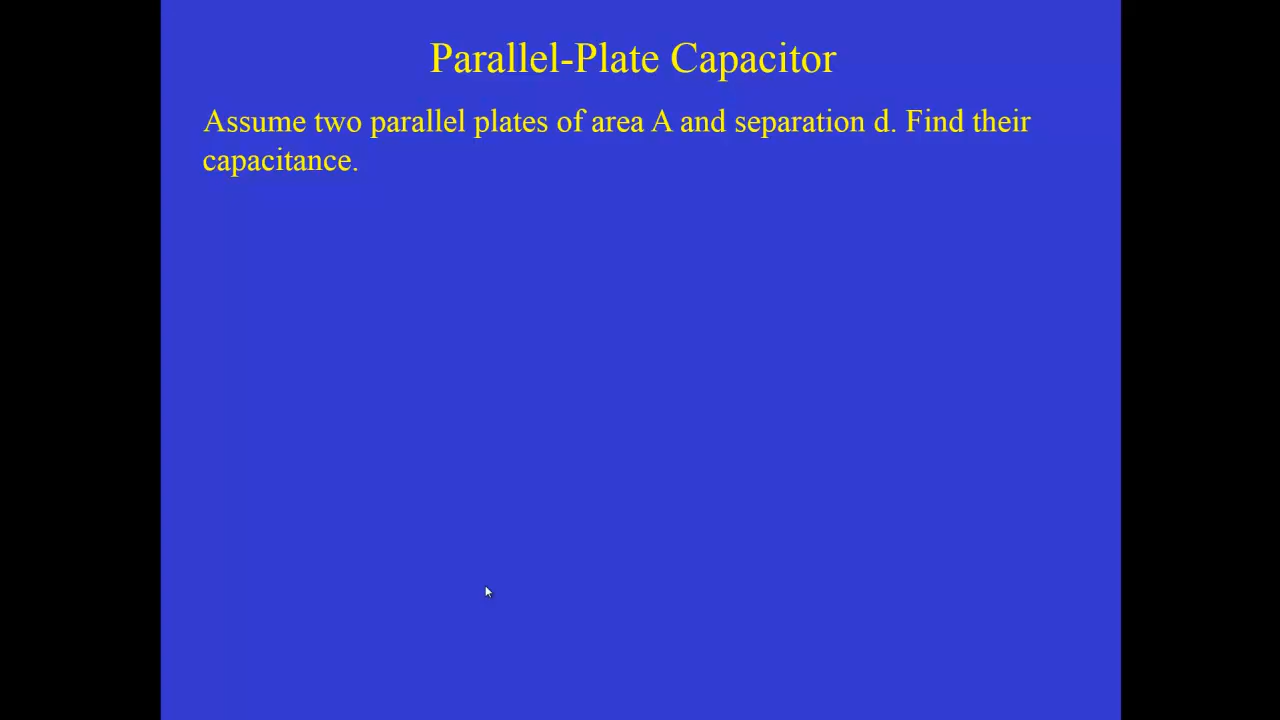 Parallel-Plate Capacitor
Assume two parallel plates of area A and separation d. Find their
capacitance.